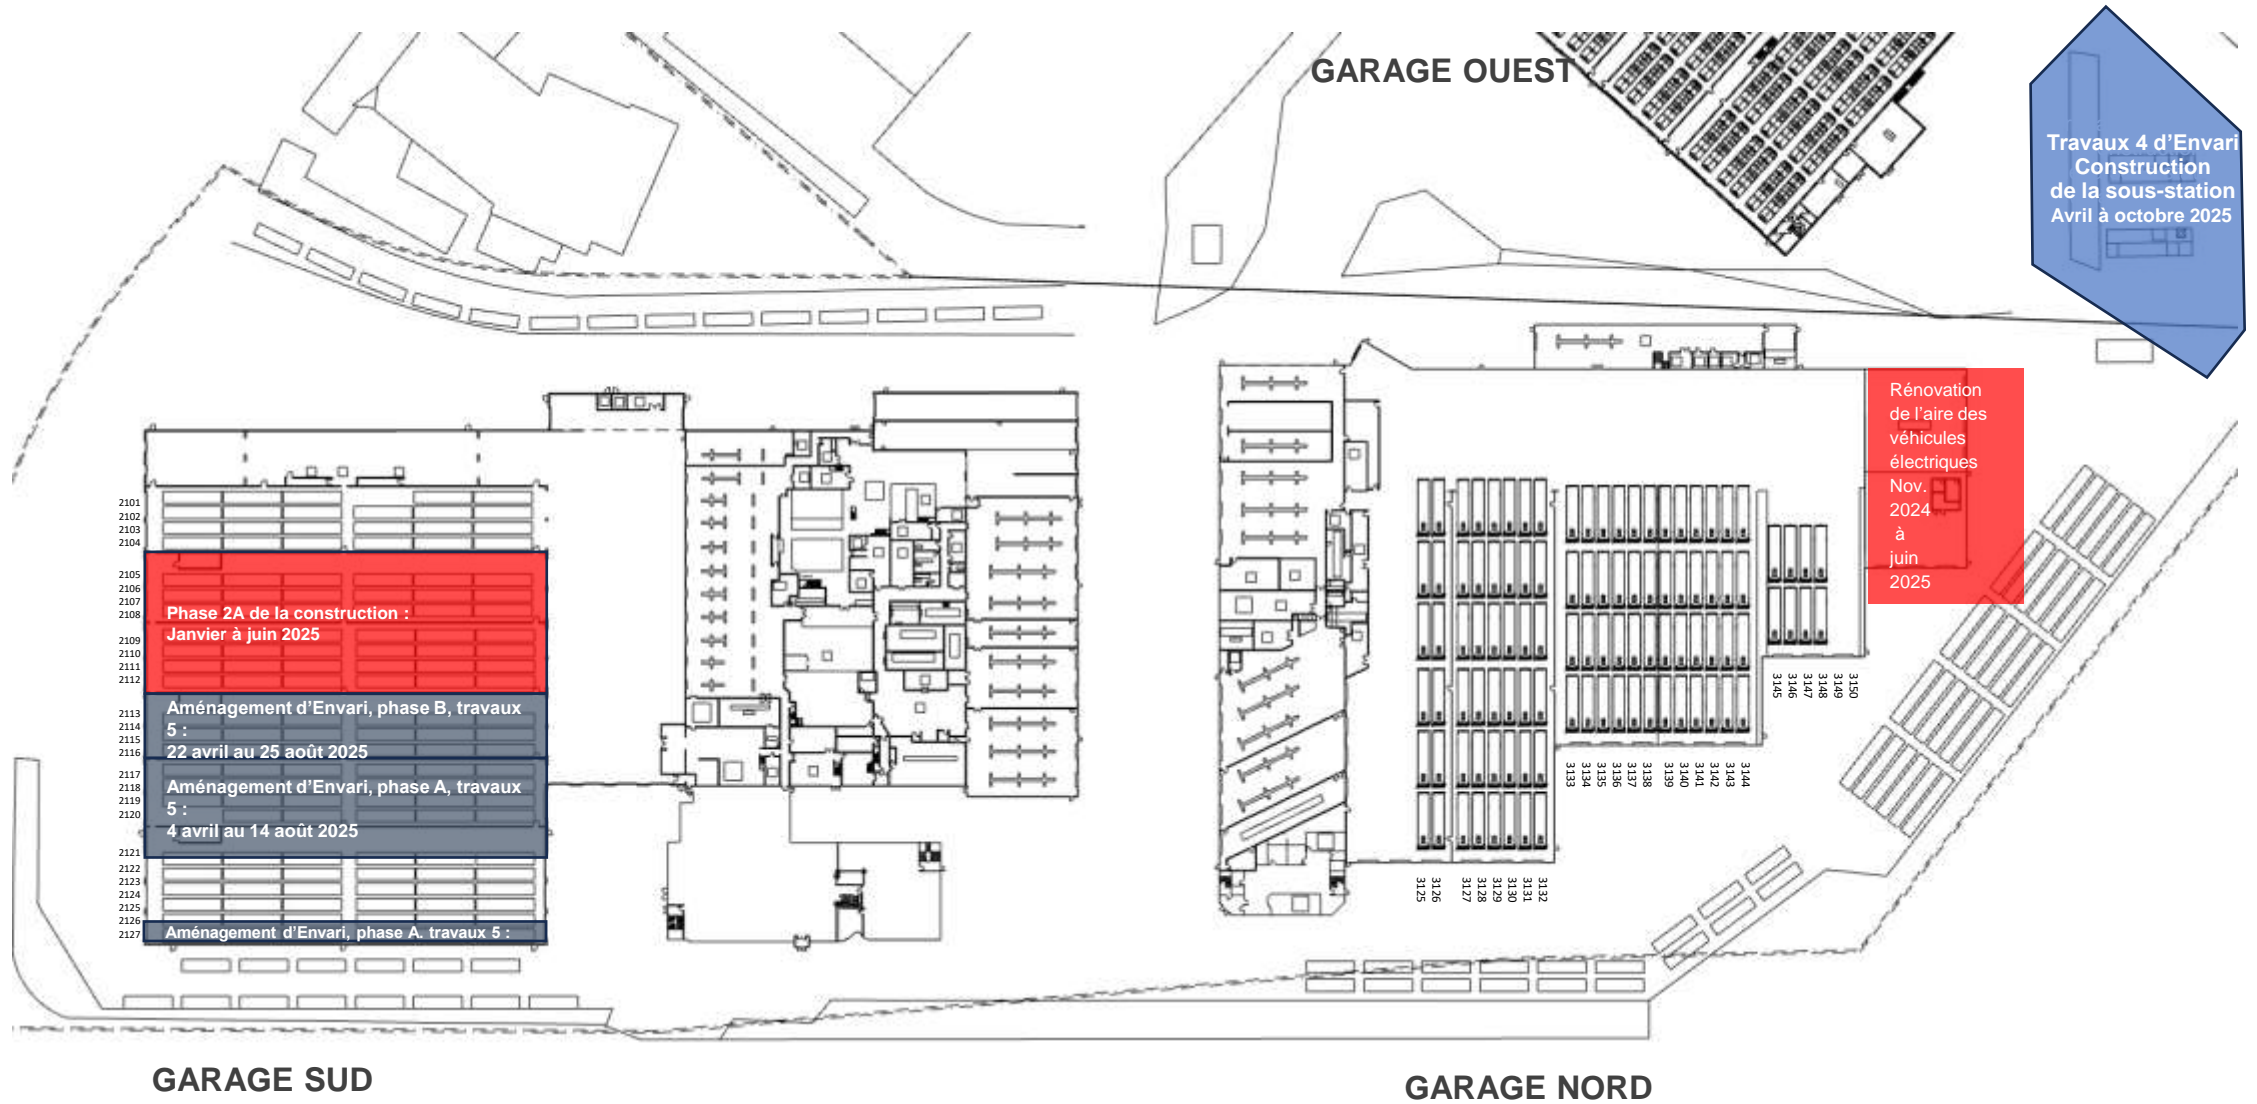 GARAGE OUEST
Travaux 4 d’Envari
Construction
de la sous-station
Avril à octobre 2025
Rénovation
de l’aire des
véhicules
électriques
Nov.
2024
à
juin
2025
2101
2102
2103
2104
2105
2106
2107
2108
2109
2110
2111
2112
2113
2114
2115
2116
2117
2118
2119
2120
2121
2122
2123
2124
2125
2126
2127
Phase 2A de la construction :
Janvier à juin 2025
Aménagement d’Envari, phase B, travaux
5 :
22 avril au 25 août 2025
Aménagement d’Envari, phase A, travaux
5 :
4 avril au 14 août 2025
Aménagement d’Envari, phase A. travaux 5 :
3125
3126
3127
3128
3129
3130
3131
3132
3133
3134
3135
3136
3137
3138
3139
3140
3141
3142
3143
3144
3145
3146
3147
3148
3149
3150
GARAGE SUD
GARAGE NORD